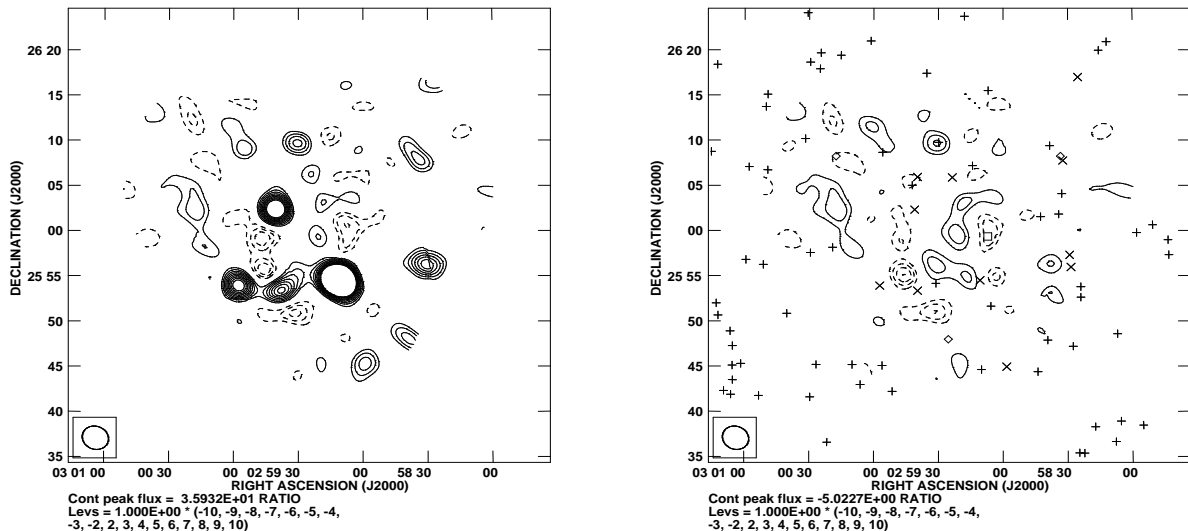 26 20
15
10
05
00
25 55
50
45
40
35
DECLINATION (J2000)
03 01 00
00 30
00
02 59 30
00
58 30
00
RIGHT ASCENSION (J2000)
Cont peak flux = 3.5932E+01 RATIO
Levs = 1.000E+00 * (-10, -9, -8, -7, -6, -5, -4,
-3, -2, 2, 3, 4, 5, 6, 7, 8, 9, 10)
26 20
15
10
05
00
25 55
50
45
40
35
DECLINATION (J2000)
03 01 00
00 30
00
02 59 30
00
58 30
00
RIGHT ASCENSION (J2000)
Cont peak flux = -5.0227E+00 RATIO
Levs = 1.000E+00 * (-10, -9, -8, -7, -6, -5, -4,
-3, -2, 2, 3, 4, 5, 6, 7, 8, 9, 10)